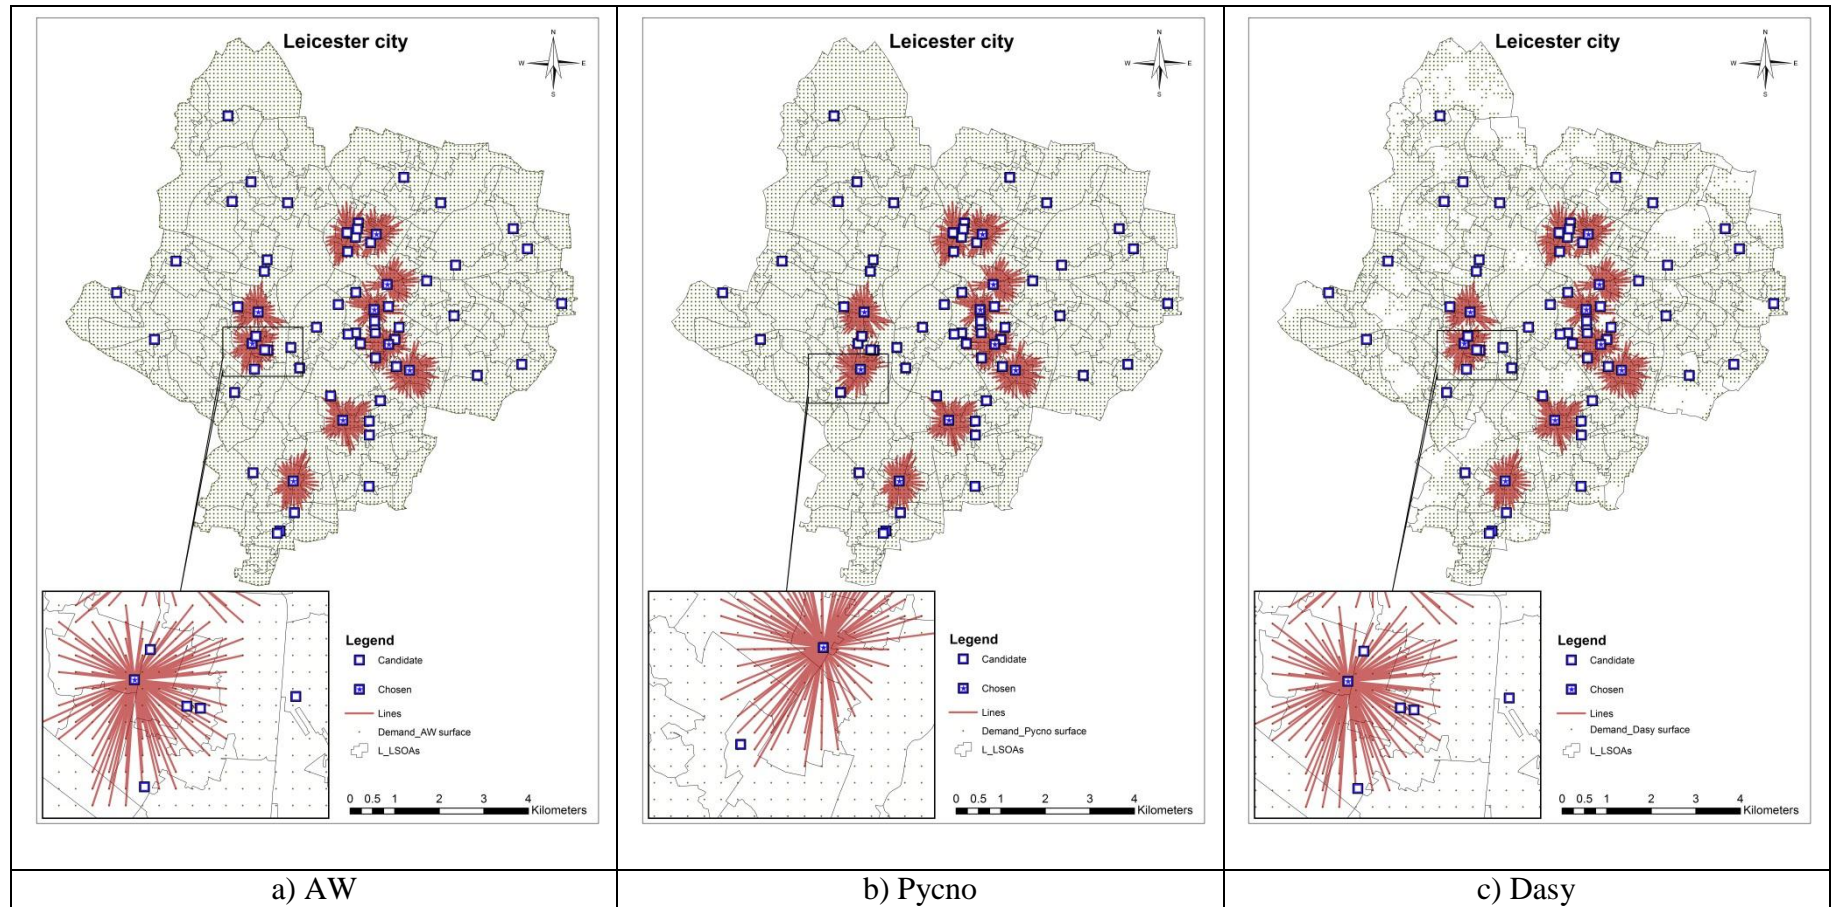 Leicester city
N
W E
S
Legend
Candidate
Chosen
Lines
Demand_AW surface
L_LSOAs
0 0.5 1 2 3 4
Kilometers
a) AW
Leicester city
N
W E
S
Legend
Candidate
Chosen
Lines
Demand_Pycno surface
L_LSOAs
0 0.5 1 2 3 4
Kilometers
b) Pycno
Leicester city
N
W E
S
Legend
Candidate
Chosen
Lines
Demand_Dasy surface
L_LSOAs
0 0.5 1 2 3 4
Kilometers
c) Dasy